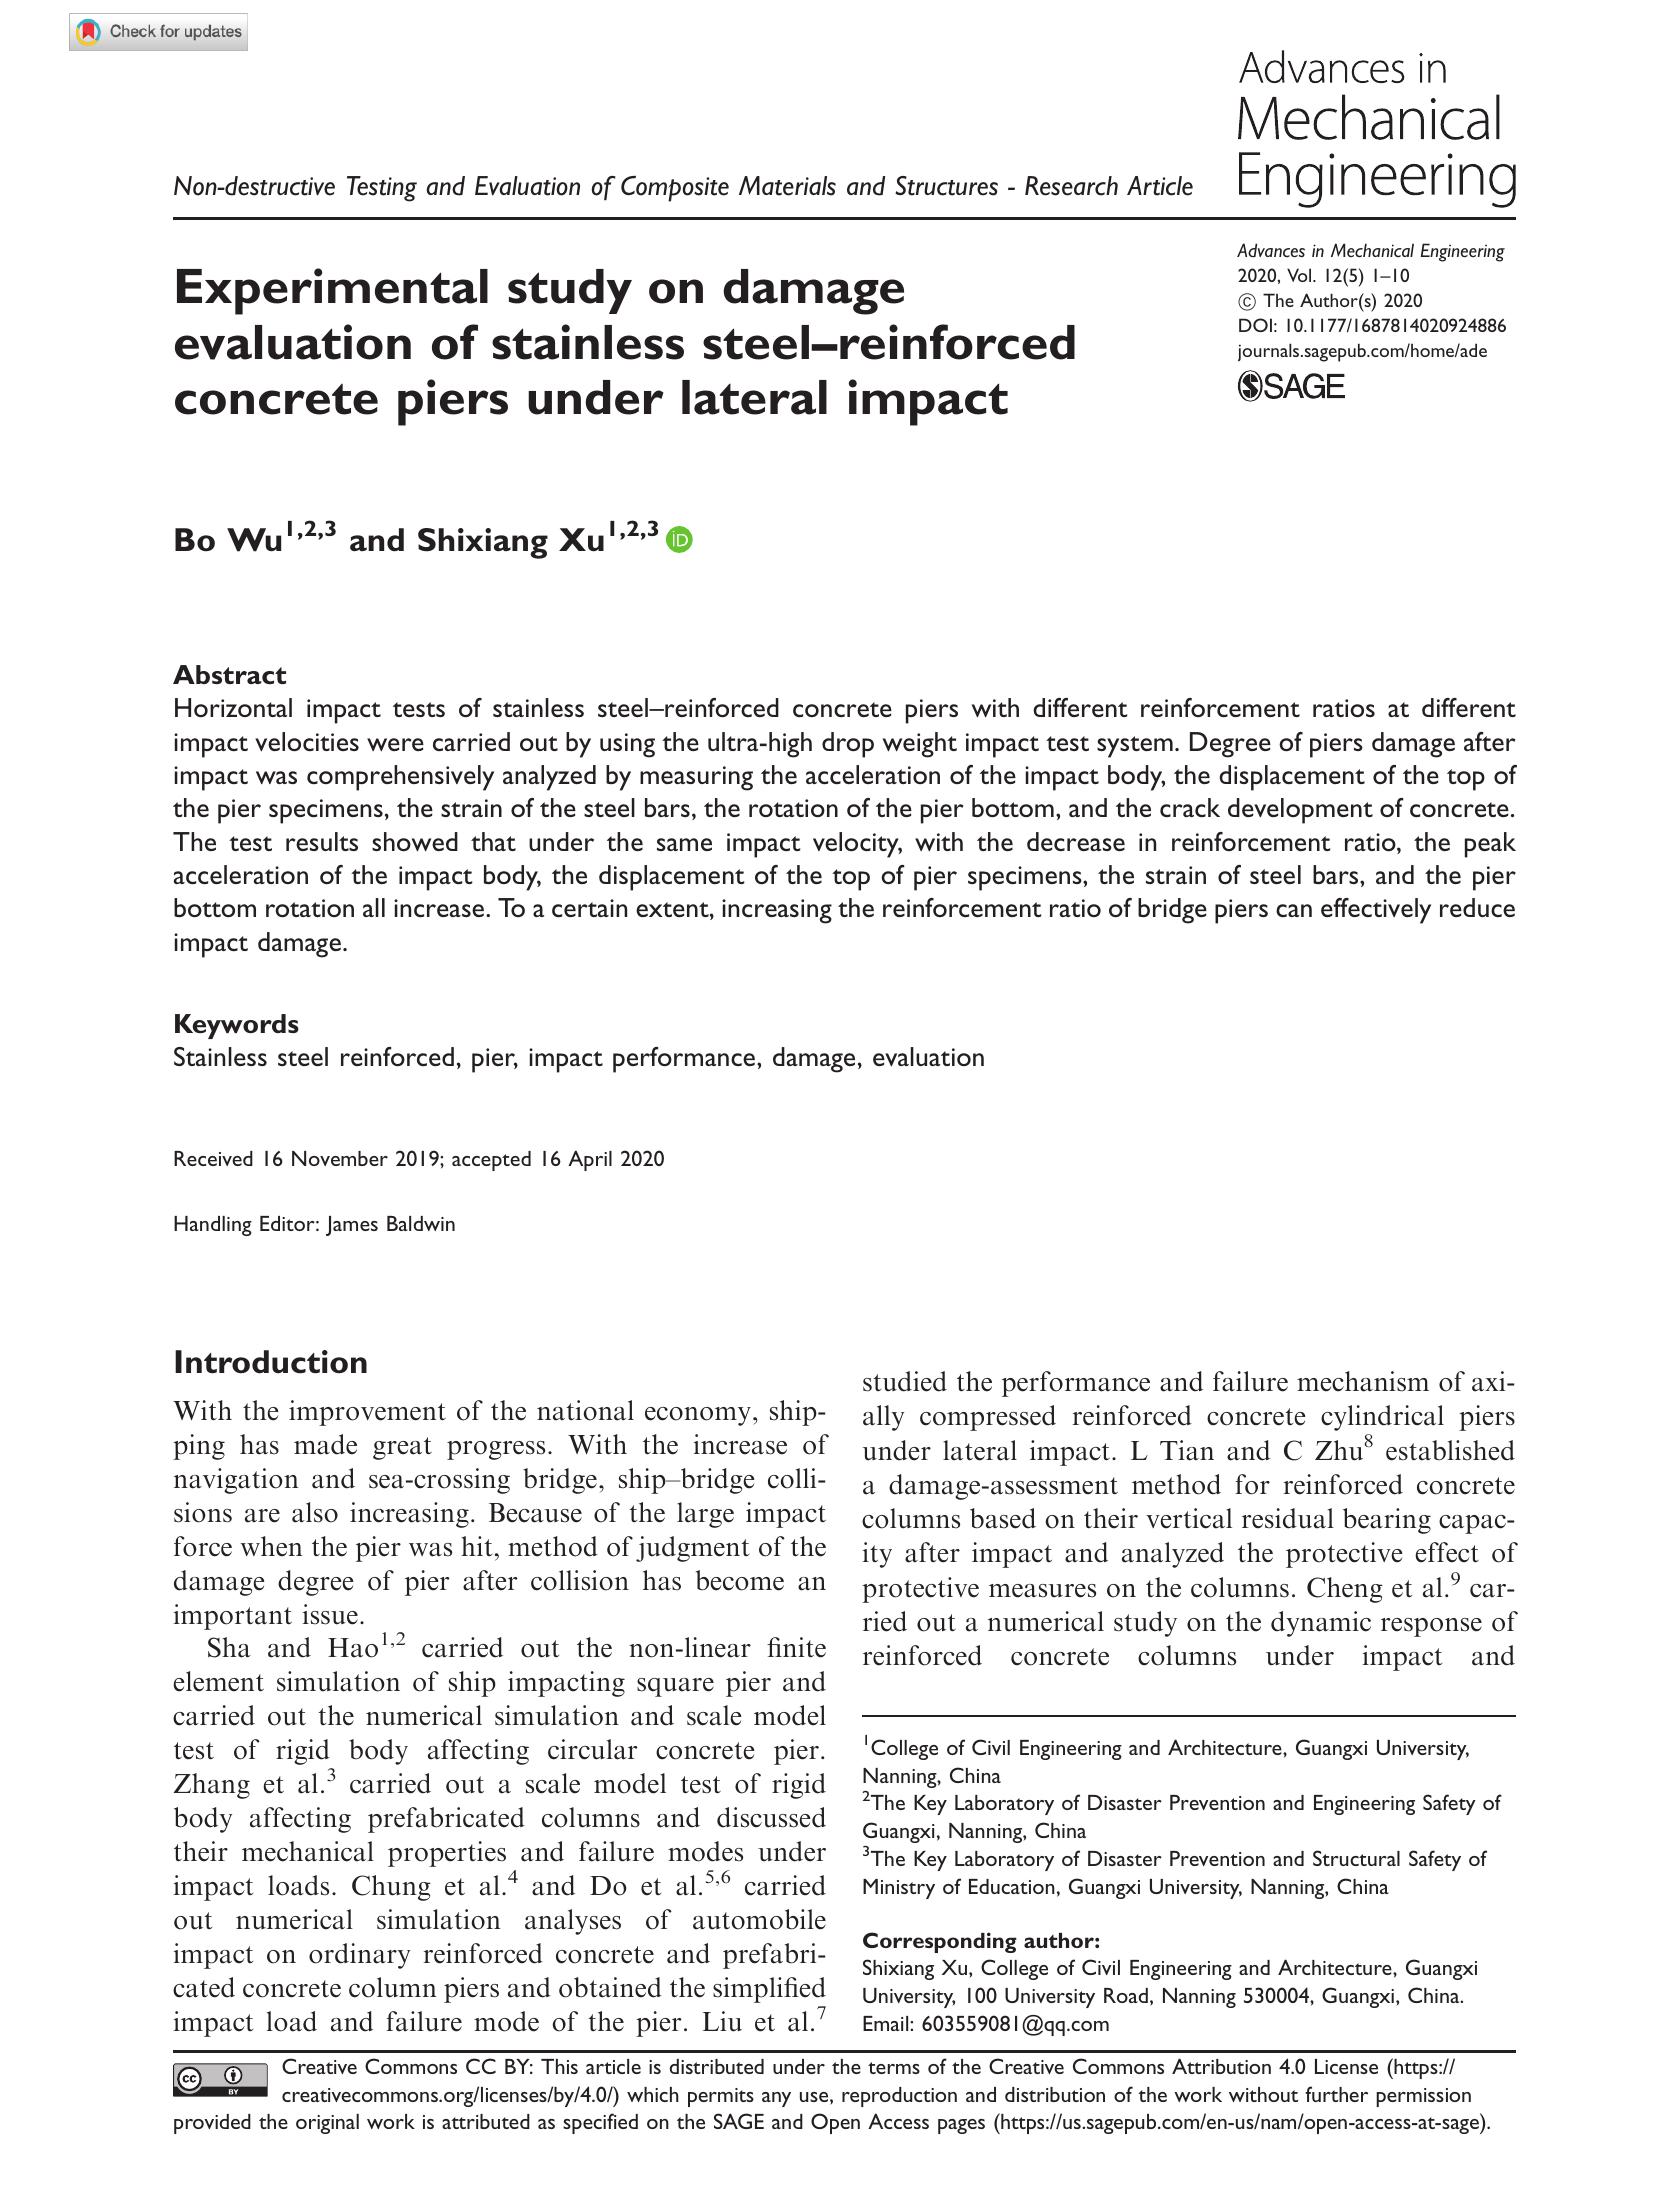 Check for updates
Advances in
Mechanical
Engineering
Non-destructive Testing and Evaluation of Composite Materials and Structures - Research Article
Experimental study on damage
evaluation of stainless steel–reinforced
concrete piers under lateral impact
Advances in Mechanical Engineering
2020, Vol. 12(5) 1–10
© The Author(s) 2020
DOI: 10.1177/1687814020924886
journals.sagepub.com/home/ade
SAGE
Bo Wu1,2,3 and Shixiang Xu1,2,3 iD
Abstract
Horizontal impact tests of stainless steel–reinforced concrete piers with different reinforcement ratios at different
impact velocities were carried out by using the ultra-high drop weight impact test system. Degree of piers damage after
impact was comprehensively analyzed by measuring the acceleration of the impact body, the displacement of the top of
the pier specimens, the strain of the steel bars, the rotation of the pier bottom, and the crack development of concrete.
The test results showed that under the same impact velocity, with the decrease in reinforcement ratio, the peak
acceleration of the impact body, the displacement of the top of pier specimens, the strain of steel bars, and the pier
bottom rotation all increase. To a certain extent, increasing the reinforcement ratio of bridge piers can effectively reduce
impact damage.
Keywords
Stainless steel reinforced, pier, impact performance, damage, evaluation
Received 16 November 2019; accepted 16 April 2020
Handling Editor: James Baldwin
Introduction
With the improvement of the national economy, ship-
ping has made great progress. With the increase of
navigation and sea-crossing bridge, ship–bridge colli-
sions are also increasing. Because of the large impact
force when the pier was hit, method of judgment of the
damage degree of pier after collision has become an
important issue.
Sha and Hao1,2 carried out the non-linear finite
element simulation of ship impacting square pier and
carried out the numerical simulation and scale model
test of rigid body affecting circular concrete pier.
Zhang et al.3 carried out a scale model test of rigid
body affecting prefabricated columns and discussed
their mechanical properties and failure modes under
impact loads. Chung et al.4 and Do et al.5,6 carried
out numerical simulation analyses of automobile
impact on ordinary reinforced concrete and prefabri-
cated concrete column piers and obtained the simplified
impact load and failure mode of the pier. Liu et al.7
studied the performance and failure mechanism of axi-
ally compressed reinforced concrete cylindrical piers
under lateral impact. L Tian and C Zhu8 established
a damage-assessment method for reinforced concrete
columns based on their vertical residual bearing capac-
ity after impact and analyzed the protective effect of
protective measures on the columns. Cheng et al.9 car-
ried out a numerical study on the dynamic response of
reinforced concrete columns under impact and
1College of Civil Engineering and Architecture, Guangxi University,
Nanning, China
2The Key Laboratory of Disaster Prevention and Engineering Safety of
Guangxi, Nanning, China
3The Key Laboratory of Disaster Prevention and Structural Safety of
Ministry of Education, Guangxi University, Nanning, China
Corresponding author:
Shixiang Xu, College of Civil Engineering and Architecture, Guangxi
University, 100 University Road, Nanning 530004, Guangxi, China.
Email: 603559081@qq.com
cc BY
Creative Commons CC BY: This article is distributed under the terms of the Creative Commons Attribution 4.0 License (https://
creativecommons.org/licenses/by/4.0/) which permits any use, reproduction and distribution of the work without further permission
provided the original work is attributed as specified on the SAGE and Open Access pages (https://us.sagepub.com/en-us/nam/open-access-at-sage).